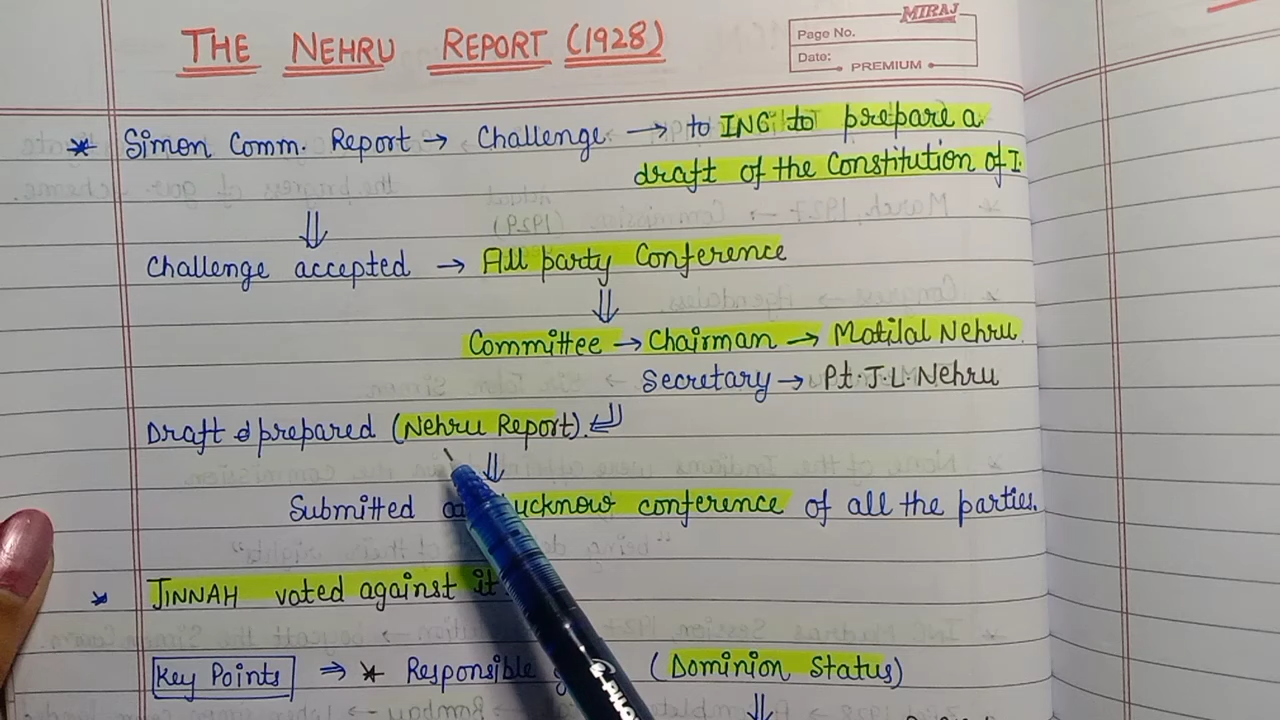 THE NEHRU REPORT (1928)
MIRAJ
Page No.
Date:
PREMIUM
* Simon Comm. Report → Challenge → to INC to prepare a
draft of the Constitution of I.
⇓
Challenge accepted → All party Conference
⇓
Committee → Chairman → Motilal Nehru
Secretary → Pt. J. L. Nehru
Draft prepared (Nehru Report).
⇓
Submitted Lucknow conference of all the parties.
* JINNAH voted against it
Key Points ⇒ * Responsible (Dominion Status)
⇓